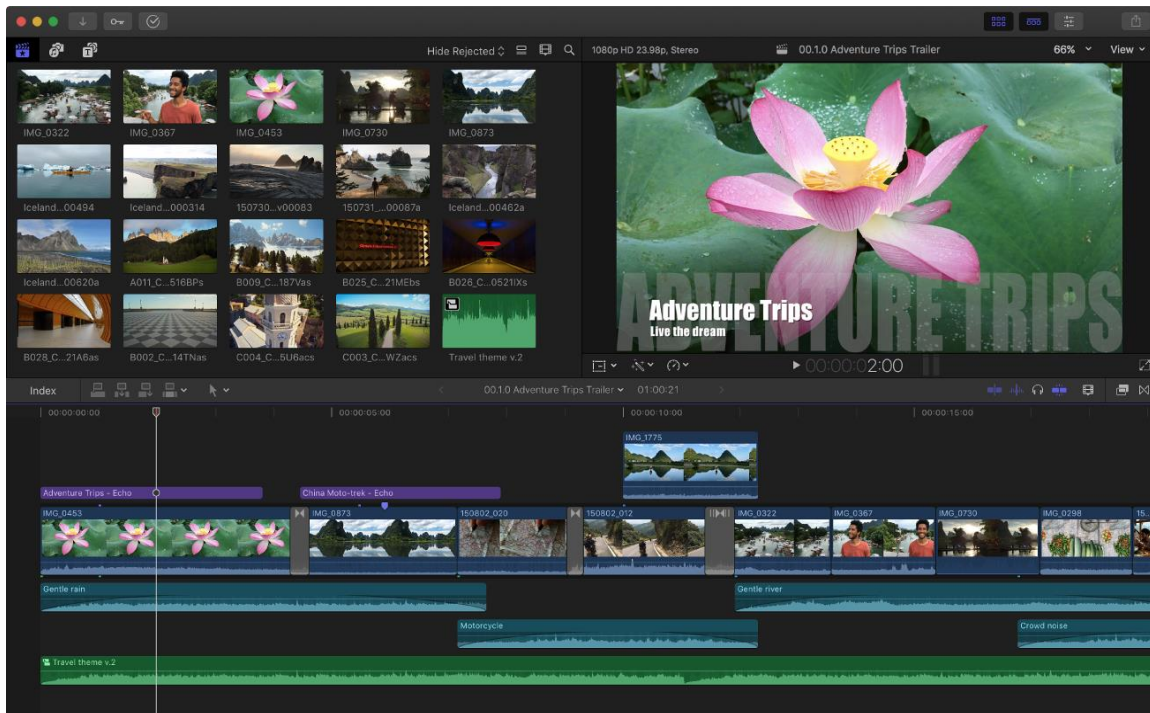 Hide Rejected
1080p HD 23.98p, Stereo
00.1.0 Adventure Trips Trailer
66%
View
IMG_0322
IMG_0367
IMG_0453
IMG_0730
IMG_0873
Iceland...00494
Iceland...000314
150730...v00083
150731_...00087a
Iceland...00462a
Iceland...00620a
A011_C...516BPs
B009_C...187Vas
B025_C...21MEbs
B026_C...0521IXs
B028_C...21A6as
B002_C...14TNas
C004_C...5U6acs
C003_C...WZacs
Travel theme v.2
ADVENTURE TRIPS
Adventure Trips
Live the dream
00:00:02:00
Index
00.1.0 Adventure Trips Trailer
01:00:21
00:00:00:00
00:00:05:00
00:00:10:00
00:00:15:00
IMG_1775
Adventure Trips - Echo
China Moto-trek - Echo
IMG_0453
IMG_0873
150802_020
150802_012
IMG_0322
IMG_0367
IMG_0730
IMG_0298
15...
Gentle rain
Gentle river
Motorcycle
Crowd noise
Travel theme v.2